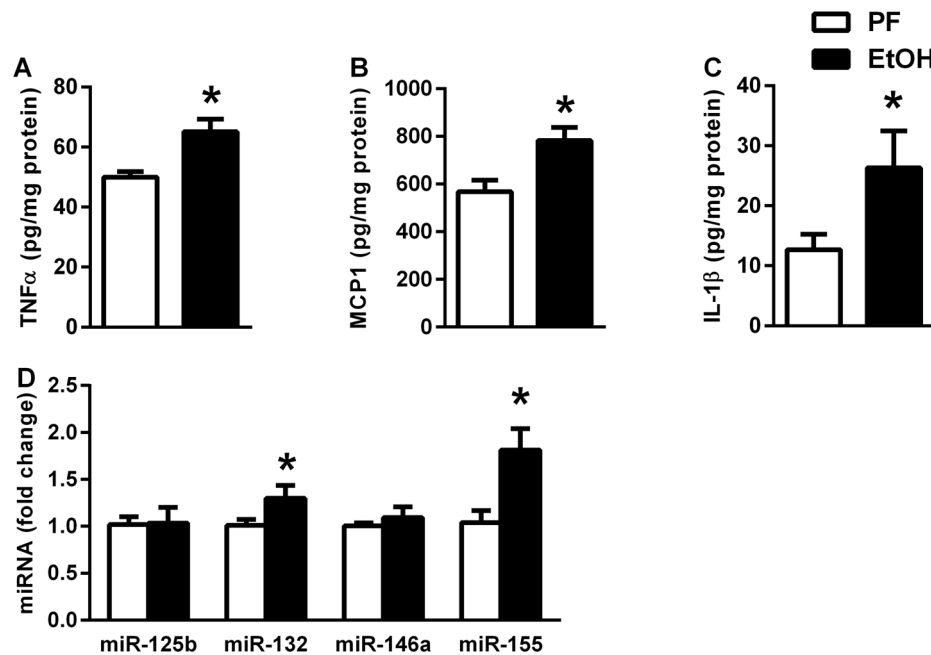 PF
EtOH
A
TNFα (pg/mg protein)
80
60
40
20
0
*
B
MCP1 (pg/mg protein)
1000
800
600
400
200
0
*
C
IL-1β (pg/mg protein)
40
30
20
10
0
*
D
miRNA (fold change)
2.5
2.0
1.5
1.0
0.5
0.0
*
*
miR-125b miR-132 miR-146a miR-155